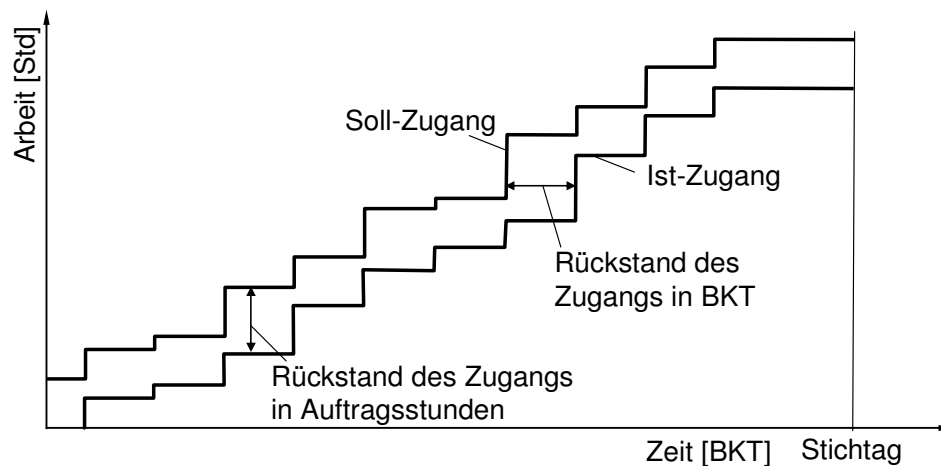 Arbeit [Std]
Soll-Zugang
Ist-Zugang
Rückstand des
Zugangs in BKT
Rückstand des Zugangs
in Auftragsstunden
Zeit [BKT]
Stichtag